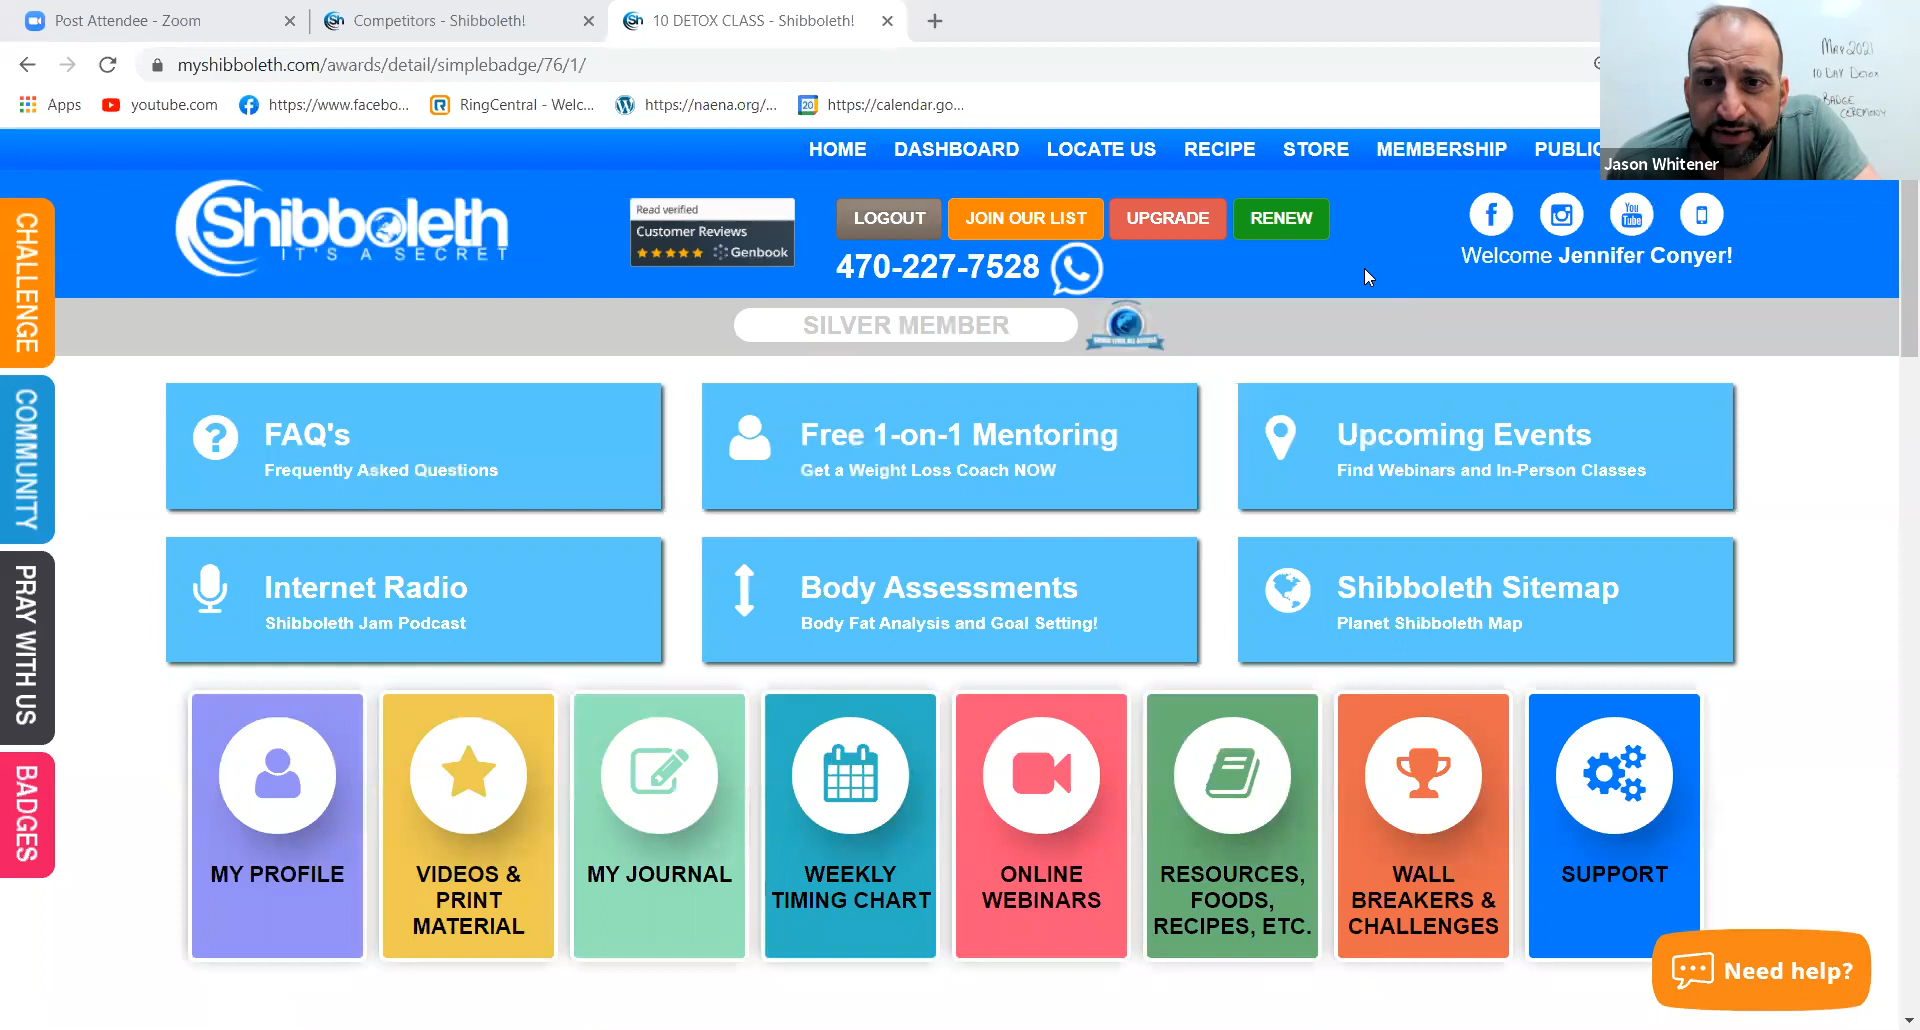 Post Attendee - Zoom
Competitors - Shibboleth!
10 DETOX CLASS - Shibboleth!
myshibboleth.com/awards/detail/simplebadge/76/1/
Apps
youtube.com
https://www.facebo...
RingCentral - Welc...
https://naena.org/...
20
https://calendar.go...
MAY 2021
10 DAY DETOX
BADGE
CEREMONY
Jason Whitener
HOME
DASHBOARD
LOCATE US
RECIPE
STORE
MEMBERSHIP
PUBLIC
Shibboleth
IT'S A SECRET
Read verified
Customer Reviews
Genbook
LOGOUT
JOIN OUR LIST
UPGRADE
RENEW
470-227-7528
You
Tube
Welcome Jennifer Conyer!
SILVER MEMBER
CHALLENGE
COMMUNITY
PRAY WITH US
BADGES
FAQ's
Frequently Asked Questions
Free 1-on-1 Mentoring
Get a Weight Loss Coach NOW
Upcoming Events
Find Webinars and In-Person Classes
Internet Radio
Shibboleth Jam Podcast
Body Assessments
Body Fat Analysis and Goal Setting!
Shibboleth Sitemap
Planet Shibboleth Map
MY PROFILE
VIDEOS &
PRINT
MATERIAL
MY JOURNAL
WEEKLY
TIMING CHART
ONLINE
WEBINARS
RESOURCES,
FOODS,
RECIPES, ETC.
WALL
BREAKERS &
CHALLENGES
SUPPORT
Need help?